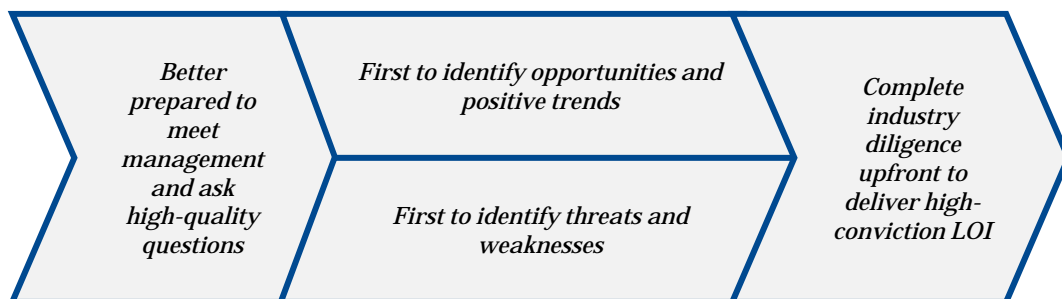 Better
prepared to
meet
management
and ask
high-quality
questions
First to identify opportunities and
positive trends
First to identify threats and
weaknesses
Complete
industry
diligence
upfront to
deliver high-
conviction LOI